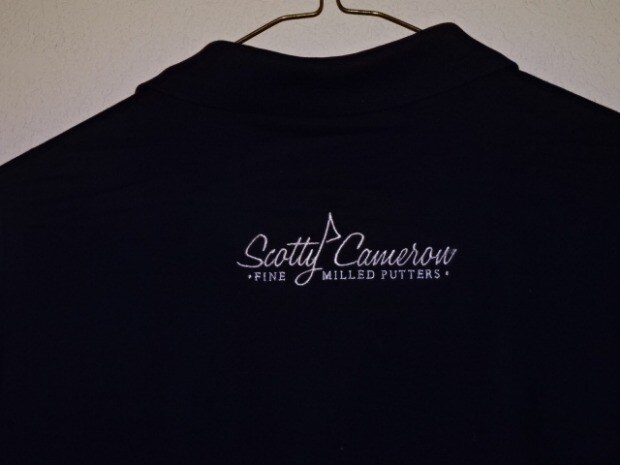 Scotty Cameron
• FINE MILLED PUTTERS •